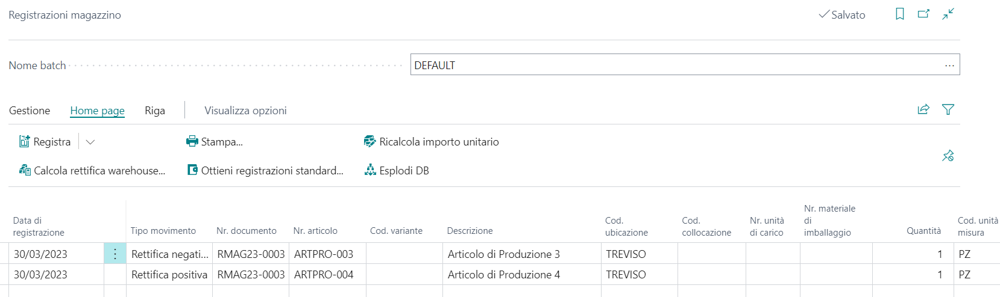 Registrazioni magazzino
Salvato
Nome batch
DEFAULT
Gestione Home page Riga Visualizza opzioni
Registra Stampa... Ricalcola importo unitario
Calcola rettifica warehouse... Ottieni registrazioni standard... Esplodi DB
Data di registrazione Tipo movimento Nr. documento Nr. articolo Cod. variante Descrizione Cod. ubicazione Cod. collocazione Nr. unità di carico Nr. materiale di imballaggio Quantità Cod. unità misura
30/03/2023 Rettifica negati... RMAG23-0003 ARTPRO-003 Articolo di Produzione 3 TREVISO 1 PZ
30/03/2023 Rettifica positiva RMAG23-0003 ARTPRO-004 Articolo di Produzione 4 TREVISO 1 PZ